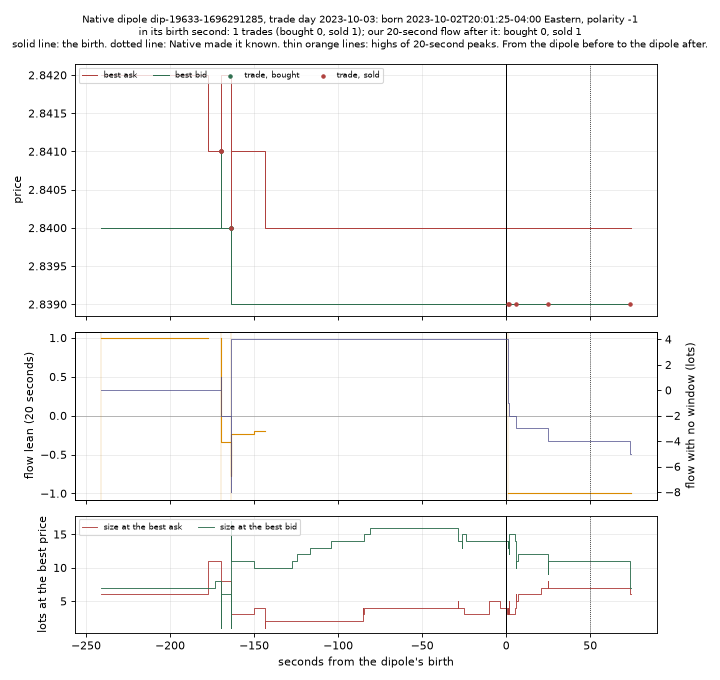 Native dipole dip-19633-1696291285, trade day 2023-10-03: born 2023-10-02T20:01:25-04:00 Eastern, polarity -1
in its birth second: 1 trades (bought 0, sold 1); our 20-second flow after it: bought 0, sold 1
solid line: the birth. dotted line: Native made it known. thin orange lines: highs of 20-second peaks. From the dipole before to the dipole after.
best ask best bid trade, bought trade, sold
2.8420
2.8415
2.8410
2.8405
2.8400
2.8395
2.8390
price
1.0
0.5
0.0
−0.5
−1.0
flow lean (20 seconds)
4
2
0
−2
−4
−6
−8
flow with no window (lots)
size at the best ask size at the best bid
15
10
5
lots at the best price
−250 −200 −150 −100 −50 0 50
seconds from the dipole's birth